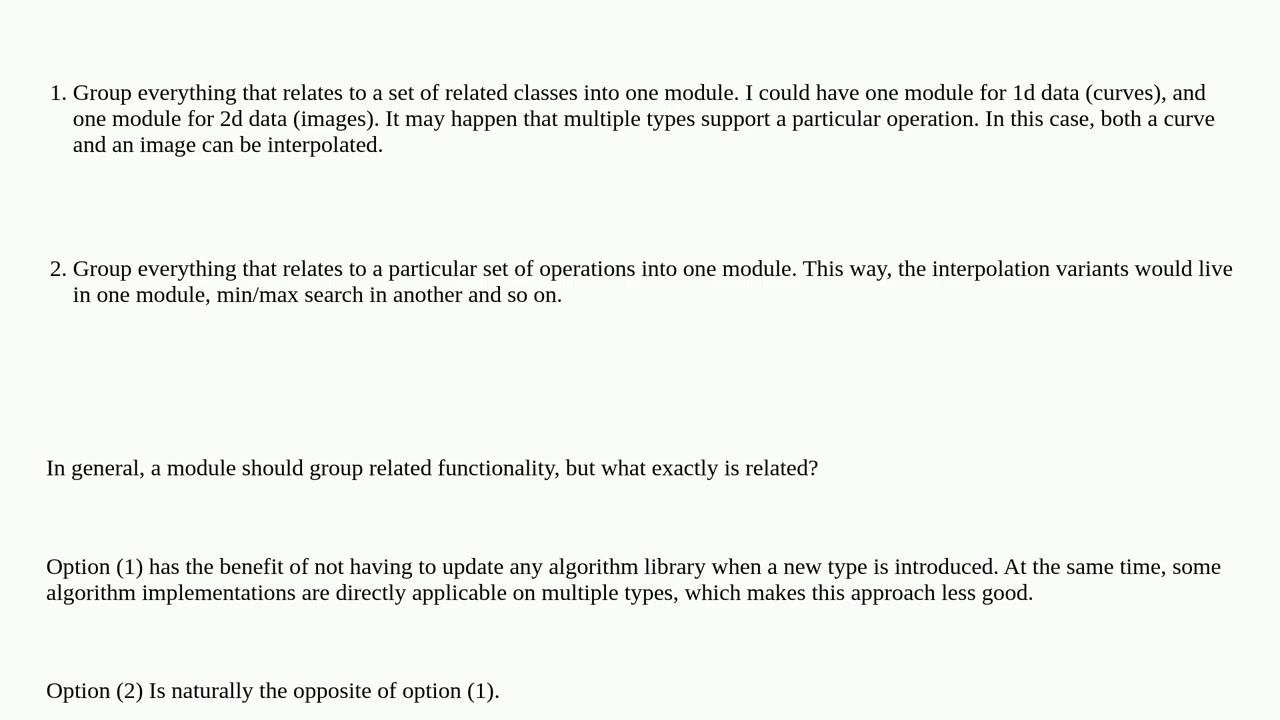 1. Group everything that relates to a set of related classes into one module. I could have one module for 1d data (curves), and
one module for 2d data (images). It may happen that multiple types support a particular operation. In this case, both a curve
and an image can be interpolated.
2. Group everything that relates to a particular set of operations into one module. This way, the interpolation variants would live
in one module, min/max search in another and so on.
In general, a module should group related functionality, but what exactly is related?
Option (1) has the benefit of not having to update any algorithm library when a new type is introduced. At the same time, some
algorithm implementations are directly applicable on multiple types, which makes this approach less good.
Option (2) Is naturally the opposite of option (1).